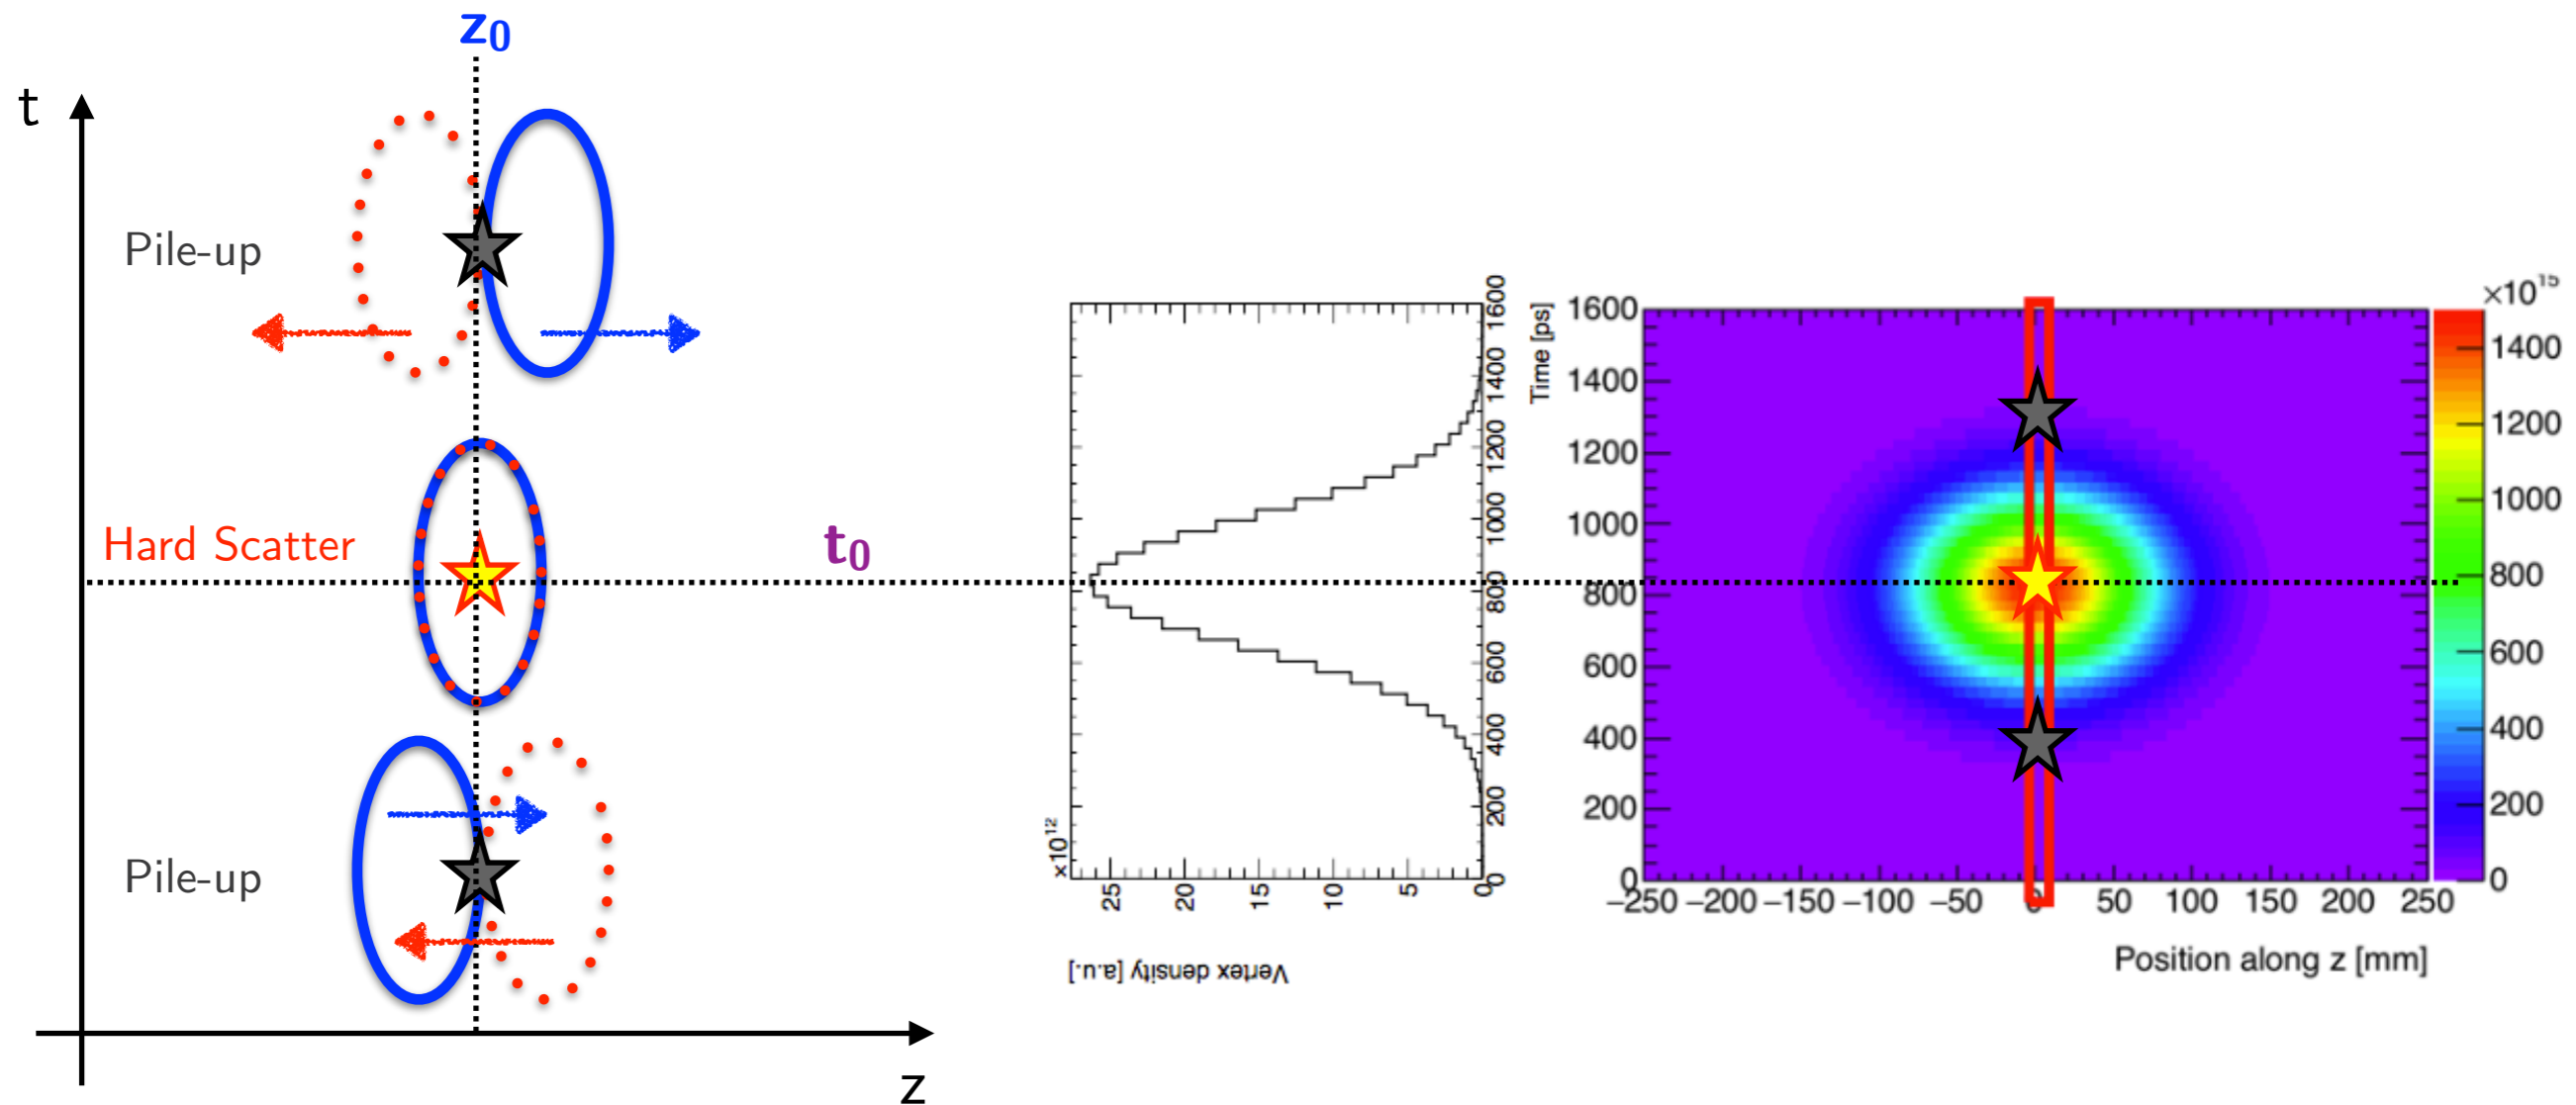 z0
t
Pile-up
Hard Scatter
t0
Pile-up
z
×10^12
25 20 15 10 5 0
0 200 400 600 800 1000 1200 1400 1600
Vertex density [a.u.]
Time [ps]
1600
1400
1200
1000
800
600
400
200
0
−250 −200 −150 −100 −50 0 50 100 150 200 250
Position along z [mm]
×10^15
1400
1200
1000
800
600
400
200
0